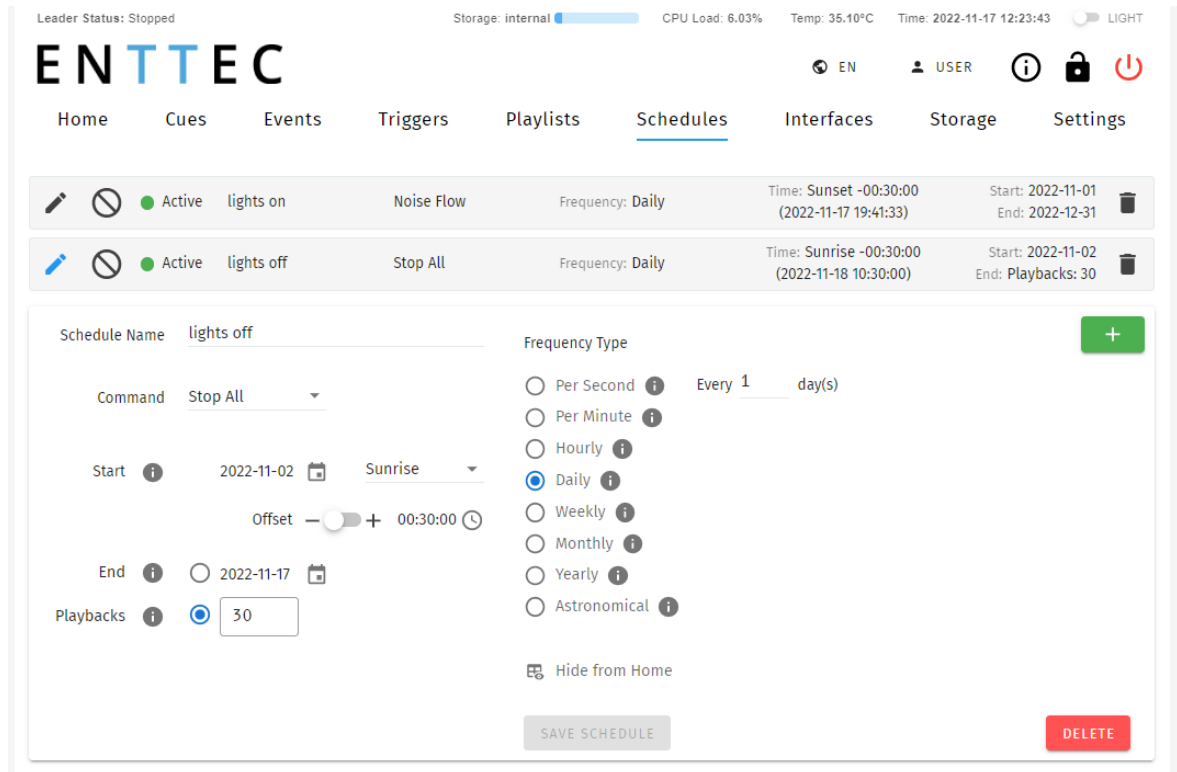 Leader Status: Stopped Storage: internal CPU Load: 6.03% Temp: 35.10°C Time: 2022-11-17 12:23:43 LIGHT
ENTTEC
EN USER
Home Cues Events Triggers Playlists Schedules Interfaces Storage Settings
Active lights on Noise Flow Frequency: Daily Time: Sunset -00:30:00 Start: 2022-11-01
(2022-11-17 19:41:33) End: 2022-12-31
Active lights off Stop All Frequency: Daily Time: Sunrise -00:30:00 Start: 2022-11-02
(2022-11-18 10:30:00) End: Playbacks: 30
Schedule Name lights off
Command Stop All
Start 2022-11-02 Sunrise
Offset − + 00:30:00
End 2022-11-17
Playbacks 30
Frequency Type
Per Second Every 1 day(s)
Per Minute
Hourly
Daily
Weekly
Monthly
Yearly
Astronomical
Hide from Home
SAVE SCHEDULE
+
DELETE